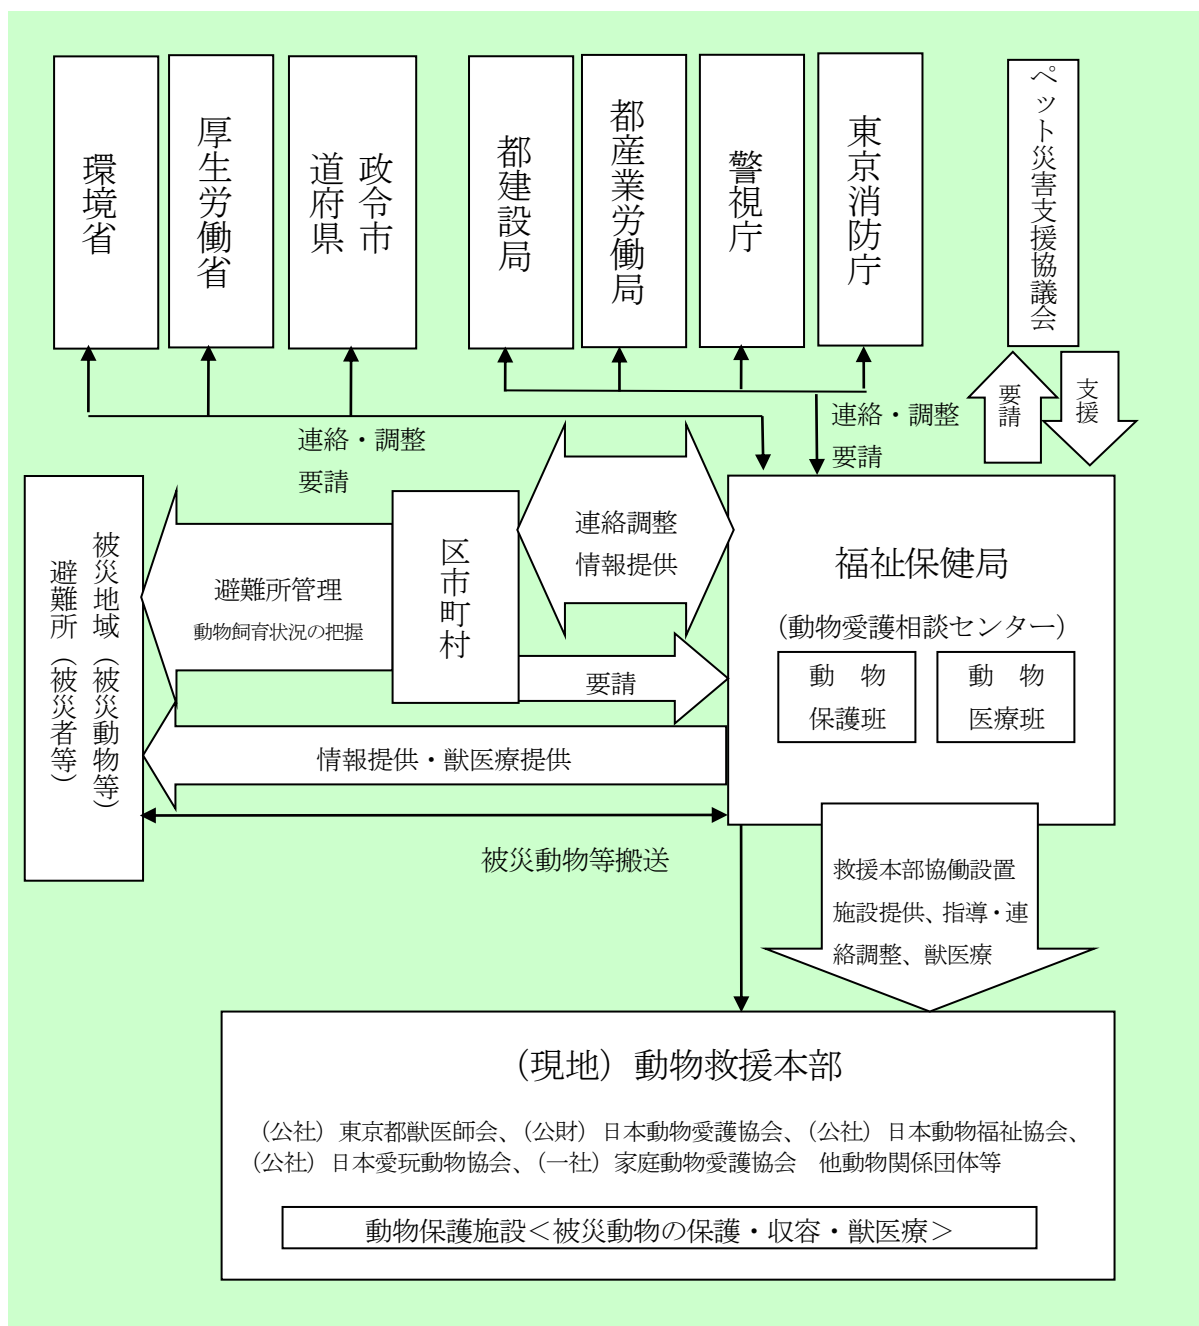 環境省
厚生労働省
政令市
道府県
都建設局
都産業労働局
警視庁
東京消防庁
ペット災害支援協議会
要請
支援
連絡・調整
要請
連絡・調整
要請
被災地域（被災動物等）
避難所（被災者等）
避難所管理
動物飼育状況の把握
区市町村
連絡調整
情報提供
要請
福祉保健局
（動物愛護相談センター）
動　物
保護班
動　物
医療班
情報提供・獣医療提供
被災動物等搬送
救援本部協働設置
施設提供、指導・連
絡調整、獣医療
（現地）動物救援本部
（公社）東京都獣医師会、（公財）日本動物愛護協会、（公社）日本動物福祉協会、
（公社）日本愛玩動物協会、（一社）家庭動物愛護協会　他動物関係団体等
動物保護施設＜被災動物の保護・収容・獣医療＞